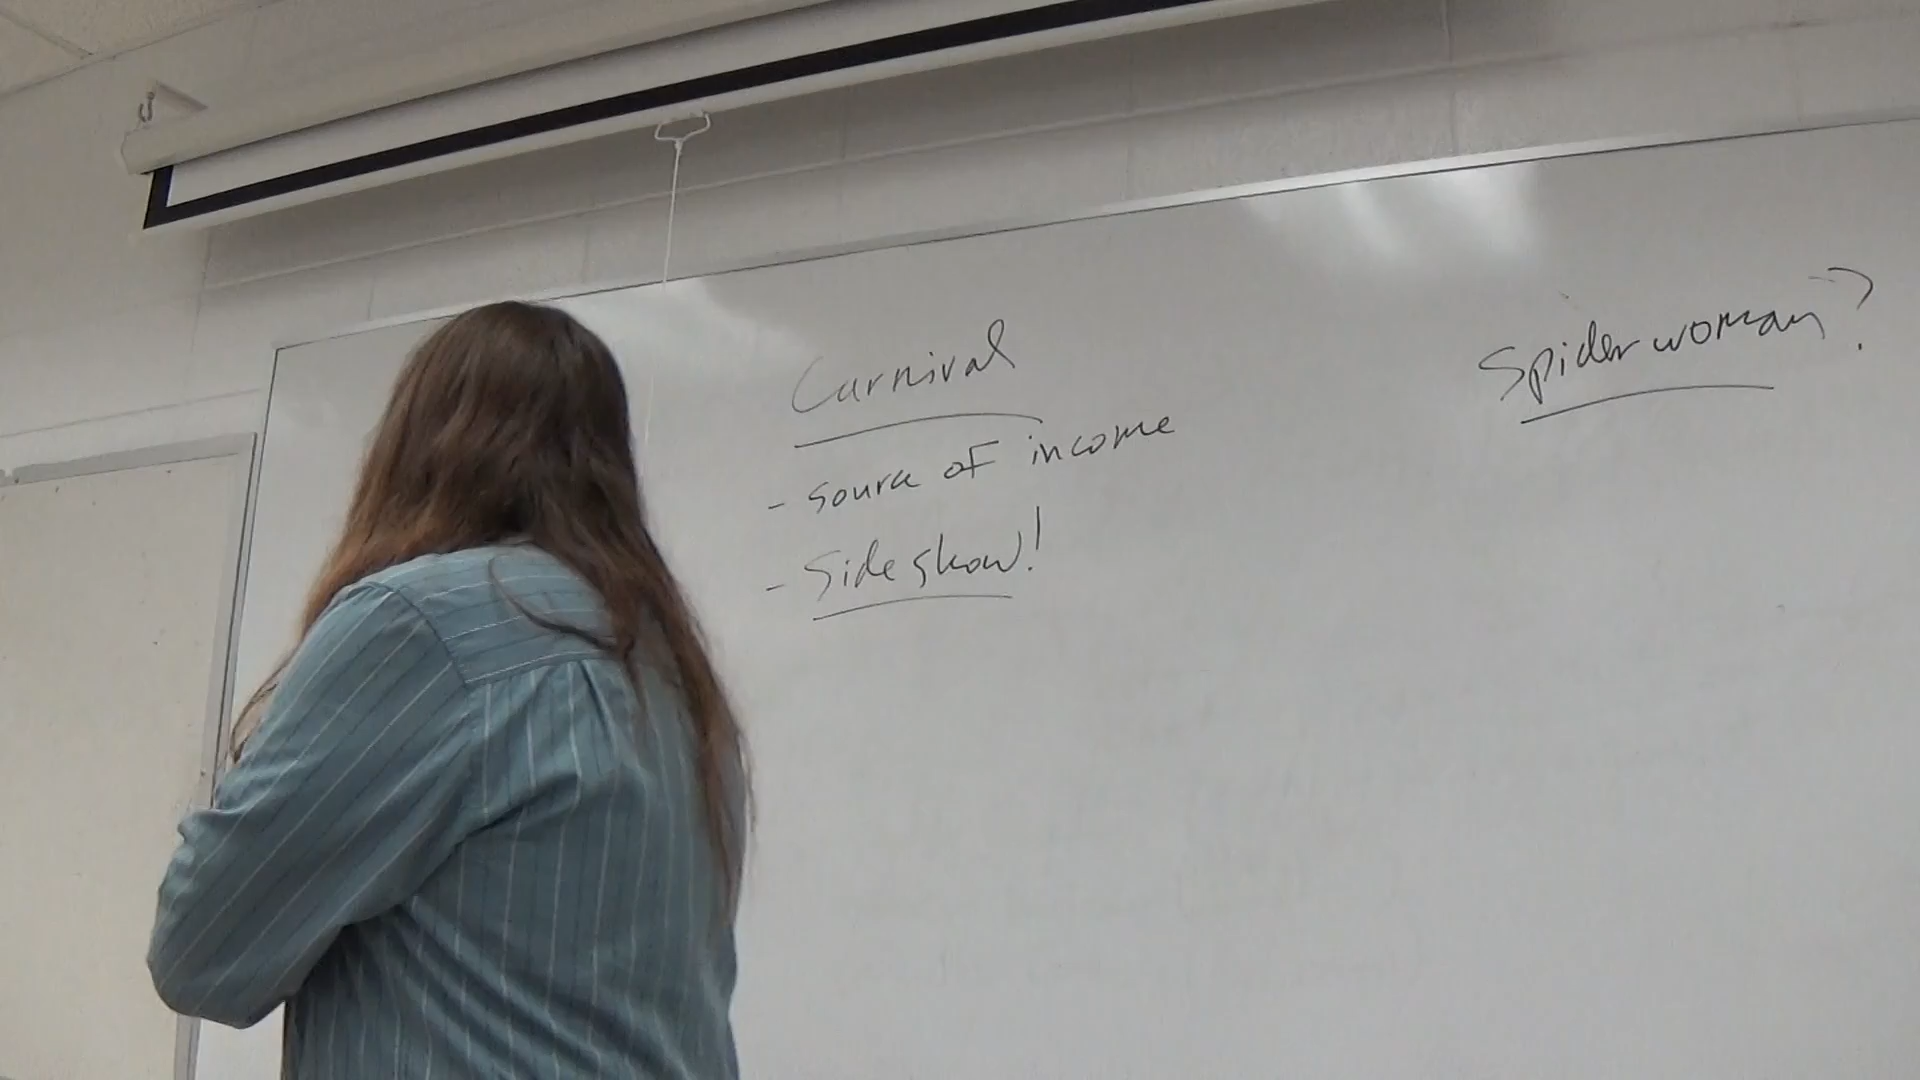 Carnival
- source of income
- Side show!
Spider woman?